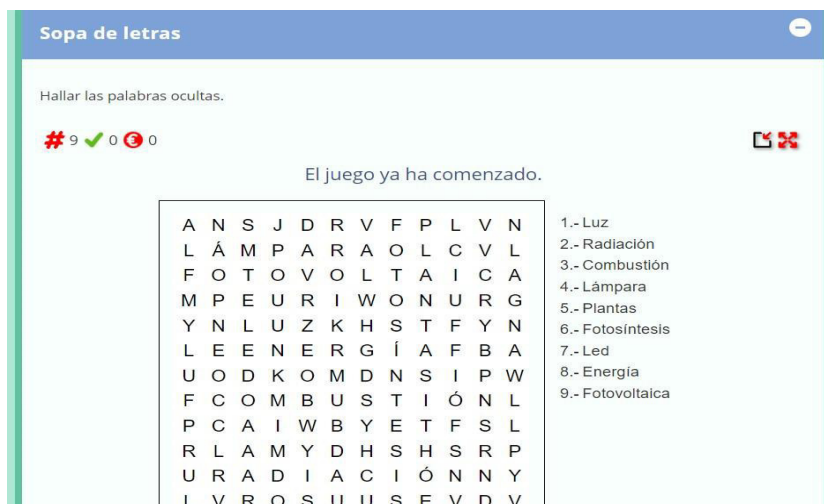 Sopa de letras
Hallar las palabras ocultas.
9 0 0
El juego ya ha comenzado.
A N S J D R V F P L V N
L Á M P A R A O L C V L
F O T O V O L T A I C A
M P E U R I W O N U R G
Y N L U Z K H S T F Y N
L E E N E R G Í A F B A
U O D K O M D N S I P W
F C O M B U S T I Ó N L
P C A I W B Y E T F S L
R L A M Y D H S H S R P
U R A D I A C I Ó N N Y
L V R O S U U S E V D V
1.- Luz
2.- Radiación
3.- Combustión
4.- Lámpara
5.- Plantas
6.- Fotosíntesis
7.- Led
8.- Energía
9.- Fotovoltaica